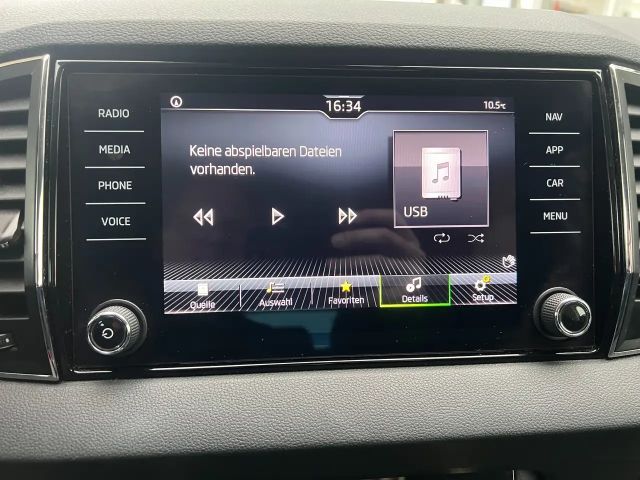 16:34
10.5°C
RADIO
MEDIA
PHONE
VOICE
Keine abspielbaren Dateien
vorhanden.
USB
NAV
APP
CAR
MENU
Quelle
Auswahl
Favoriten
Details
Setup